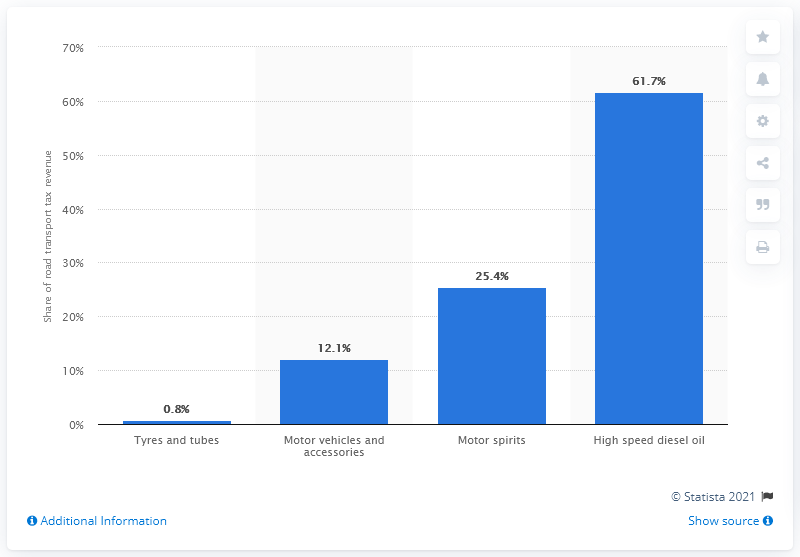 70%
60%
50%
40%
30%
20%
10%
0%
Share of road transport tax revenue
0.8%
12.1%
25.4%
61.7%
Tyres and tubes
Motor vehicles and
accessories
Motor spirits
High speed diesel oil
© Statista 2021
Additional Information
Show source